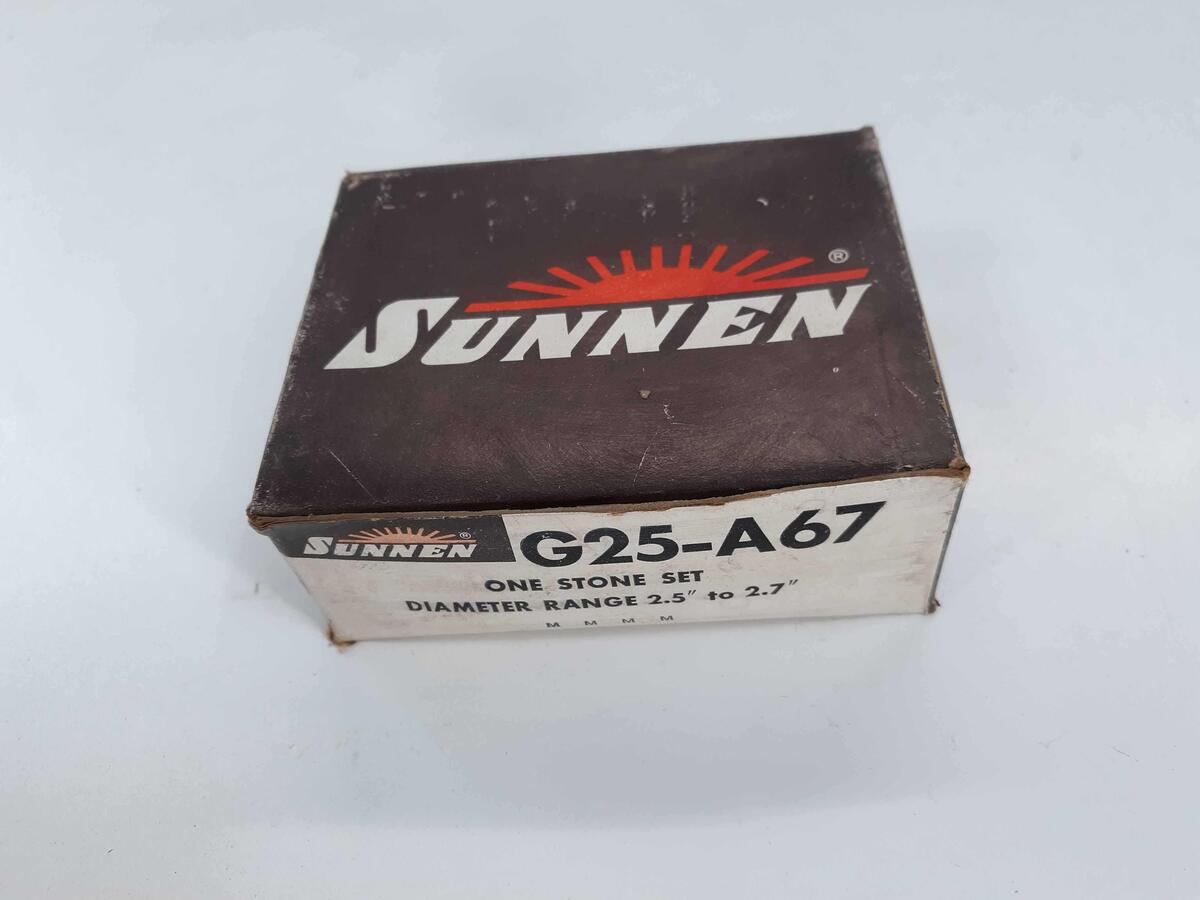 SUNNEN®
SUNNEN® G25-A67
ONE STONE SET
DIAMETER RANGE 2.5" to 2.7"
M M M M